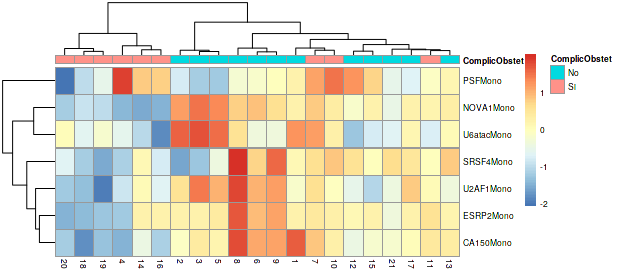 ComplicObstet
ComplicObstet
No
SI
PSFMono
NOVA1Mono
U6atacMono
SRSF4Mono
U2AF1Mono
ESRP2Mono
CA150Mono
1
0
-1
-2
20 18 19 4 14 16 2 3 5 8 6 9 1 7 10 12 15 21 17 11 13